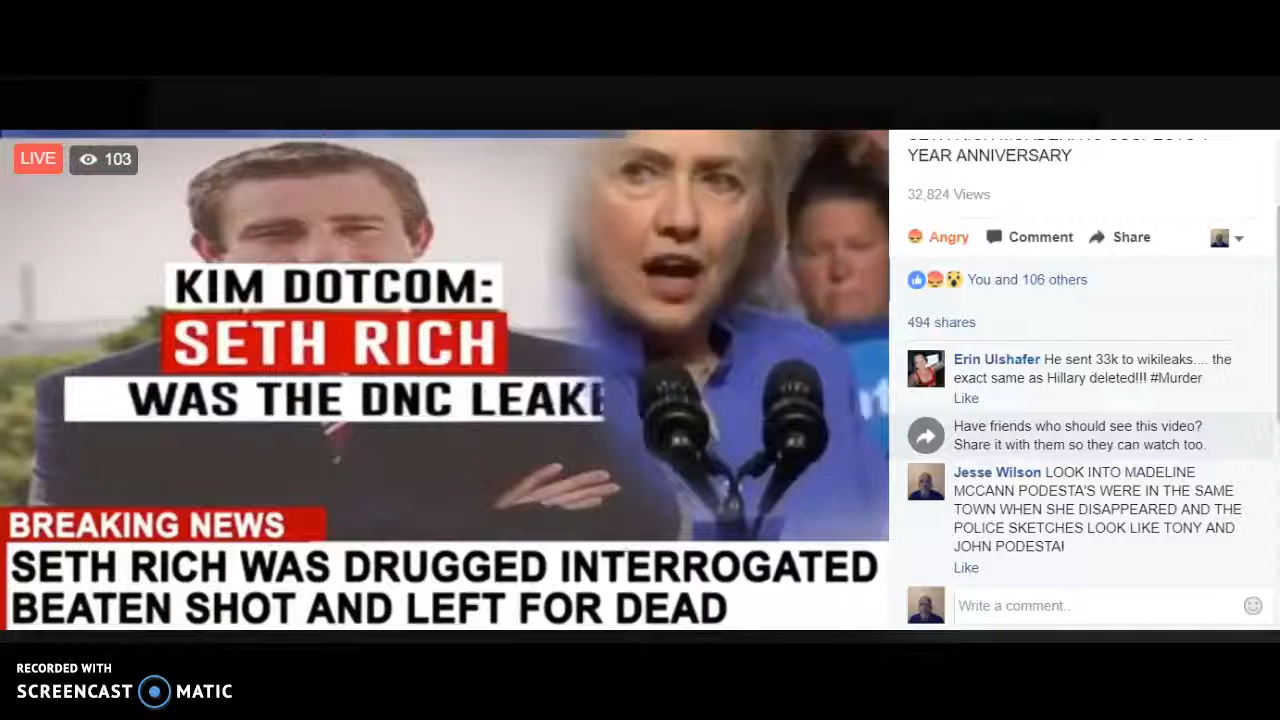 LIVE
103
KIM DOTCOM:
SETH RICH
WAS THE DNC LEAKE
BREAKING NEWS
SETH RICH WAS DRUGGED INTERROGATED
BEATEN SHOT AND LEFT FOR DEAD
YEAR ANNIVERSARY
32,824 Views
Angry Comment Share
You and 106 others
494 shares
Erin Ulshafer He sent 33k to wikileaks.... the
exact same as Hillary deleted!!! #Murder
Like
Have friends who should see this video?
Share it with them so they can watch too.
Jesse Wilson LOOK INTO MADELINE
MCCANN PODESTA'S WERE IN THE SAME
TOWN WHEN SHE DISAPPEARED AND THE
POLICE SKETCHES LOOK LIKE TONY AND
JOHN PODESTA!
Like
Write a comment..
RECORDED WITH
SCREENCAST MATIC